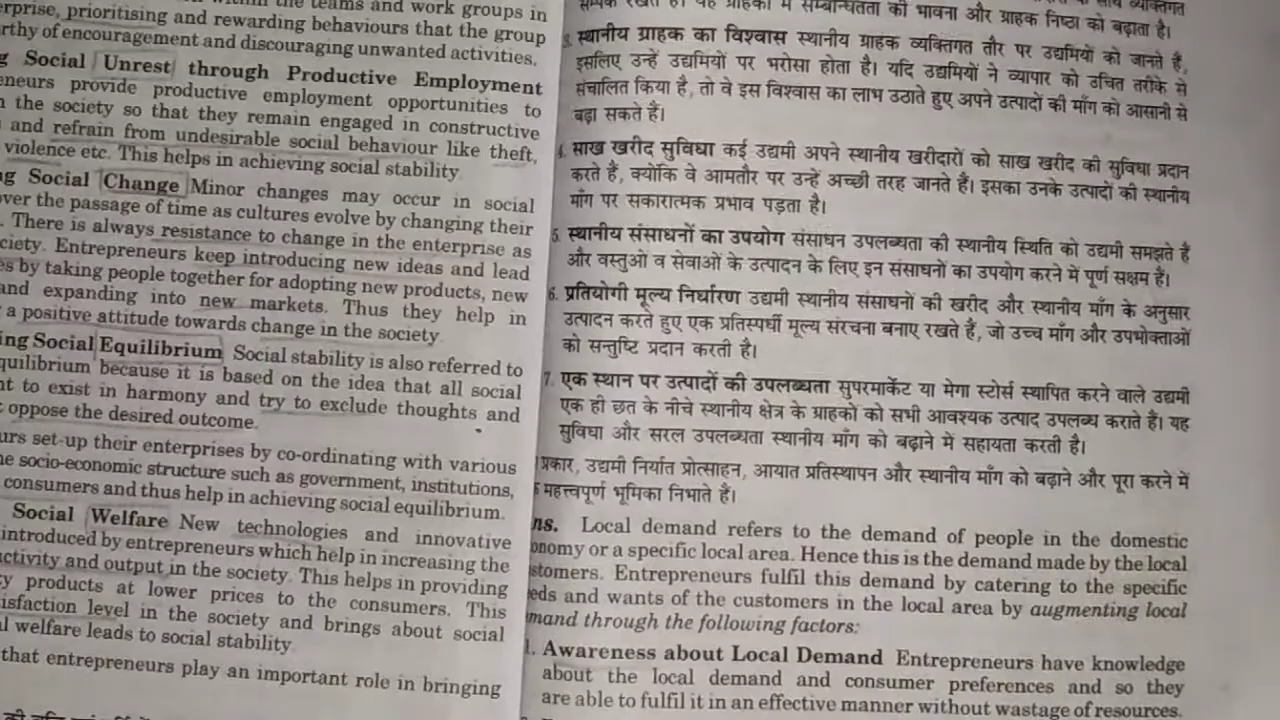 the teams and work groups in
erprise, prioritising and rewarding behaviours that the group
rthy of encouragement and discouraging unwanted activities.
g Social Unrest through Productive Employment
eneurs provide productive employment opportunities to
n the society so that they remain engaged in constructive
and refrain from undesirable social behaviour like theft,
violence etc. This helps in achieving social stability.
ng Social Change Minor changes may occur in social
over the passage of time as cultures evolve by changing their
. There is always resistance to change in the enterprise as
ciety. Entrepreneurs keep introducing new ideas and lead
es by taking people together for adopting new products, new
and expanding into new markets. Thus they help in
a positive attitude towards change in the society.
ing Social Equilibrium Social stability is also referred to
quilibrium because it is based on the idea that all social
nt to exist in harmony and try to exclude thoughts and
oppose the desired outcome.
urs set-up their enterprises by co-ordinating with various
he socio-economic structure such as government, institutions,
consumers and thus help in achieving social equilibrium.
Social Welfare New technologies and innovative
introduced by entrepreneurs which help in increasing the
uctivity and output in the society. This helps in providing
ty products at lower prices to the consumers. This
isfaction level in the society and brings about social
l welfare leads to social stability.
that entrepreneurs play an important role in bringing
सम्पर्क रखते हैं। यह ग्राहकों में सम्बन्धितता की भावना और ग्राहक निष्ठा को बढ़ाता है।
3. स्थानीय ग्राहक का विश्वास स्थानीय ग्राहक व्यक्तिगत तौर पर उद्यमियों को जानते हैं,
इसलिए उन्हें उद्यमियों पर भरोसा होता है। यदि उद्यमियों ने व्यापार को उचित तरीके से
संचालित किया है, तो वे इस विश्वास का लाभ उठाते हुए अपने उत्पादों की माँग को आसानी से
बढ़ा सकते हैं।
4. साख खरीद सुविधा कई उद्यमी अपने स्थानीय खरीदारों को साख खरीद की सुविधा प्रदान
करते हैं, क्योंकि वे आमतौर पर उन्हें अच्छी तरह जानते हैं। इसका उनके उत्पादों की स्थानीय
माँग पर सकारात्मक प्रभाव पड़ता है।
5. स्थानीय संसाधनों का उपयोग संसाधन उपलब्धता की स्थानीय स्थिति को उद्यमी समझते हैं
और वस्तुओं व सेवाओं के उत्पादन के लिए इन संसाधनों का उपयोग करने में पूर्ण सक्षम हैं।
6. प्रतियोगी मूल्य निर्धारण उद्यमी स्थानीय संसाधनों की खरीद और स्थानीय माँग के अनुसार
उत्पादन करते हुए एक प्रतिस्पर्धी मूल्य संरचना बनाए रखते हैं, जो उच्च माँग और उपभोक्ताओं
को सन्तुष्टि प्रदान करती है।
7. एक स्थान पर उत्पादों की उपलब्धता सुपरमार्केट या मेगा स्टोर्स स्थापित करने वाले उद्यमी
एक ही छत के नीचे स्थानीय क्षेत्र के ग्राहकों को सभी आवश्यक उत्पाद उपलब्ध कराते हैं। यह
सुविधा और सरल उपलब्धता स्थानीय माँग को बढ़ाने में सहायता करती है।
प्रकार, उद्यमी निर्यात प्रोत्साहन, आयात प्रतिस्थापन और स्थानीय माँग को बढ़ाने और पूरा करने में
महत्त्वपूर्ण भूमिका निभाते हैं।
ns. Local demand refers to the demand of people in the domestic
onomy or a specific local area. Hence this is the demand made by the local
stomers. Entrepreneurs fulfil this demand by catering to the specific
eds and wants of the customers in the local area by augmenting local
mand through the following factors:
1. Awareness about Local Demand Entrepreneurs have knowledge
about the local demand and consumer preferences and so they
are able to fulfil it in an effective manner without wastage of resources.